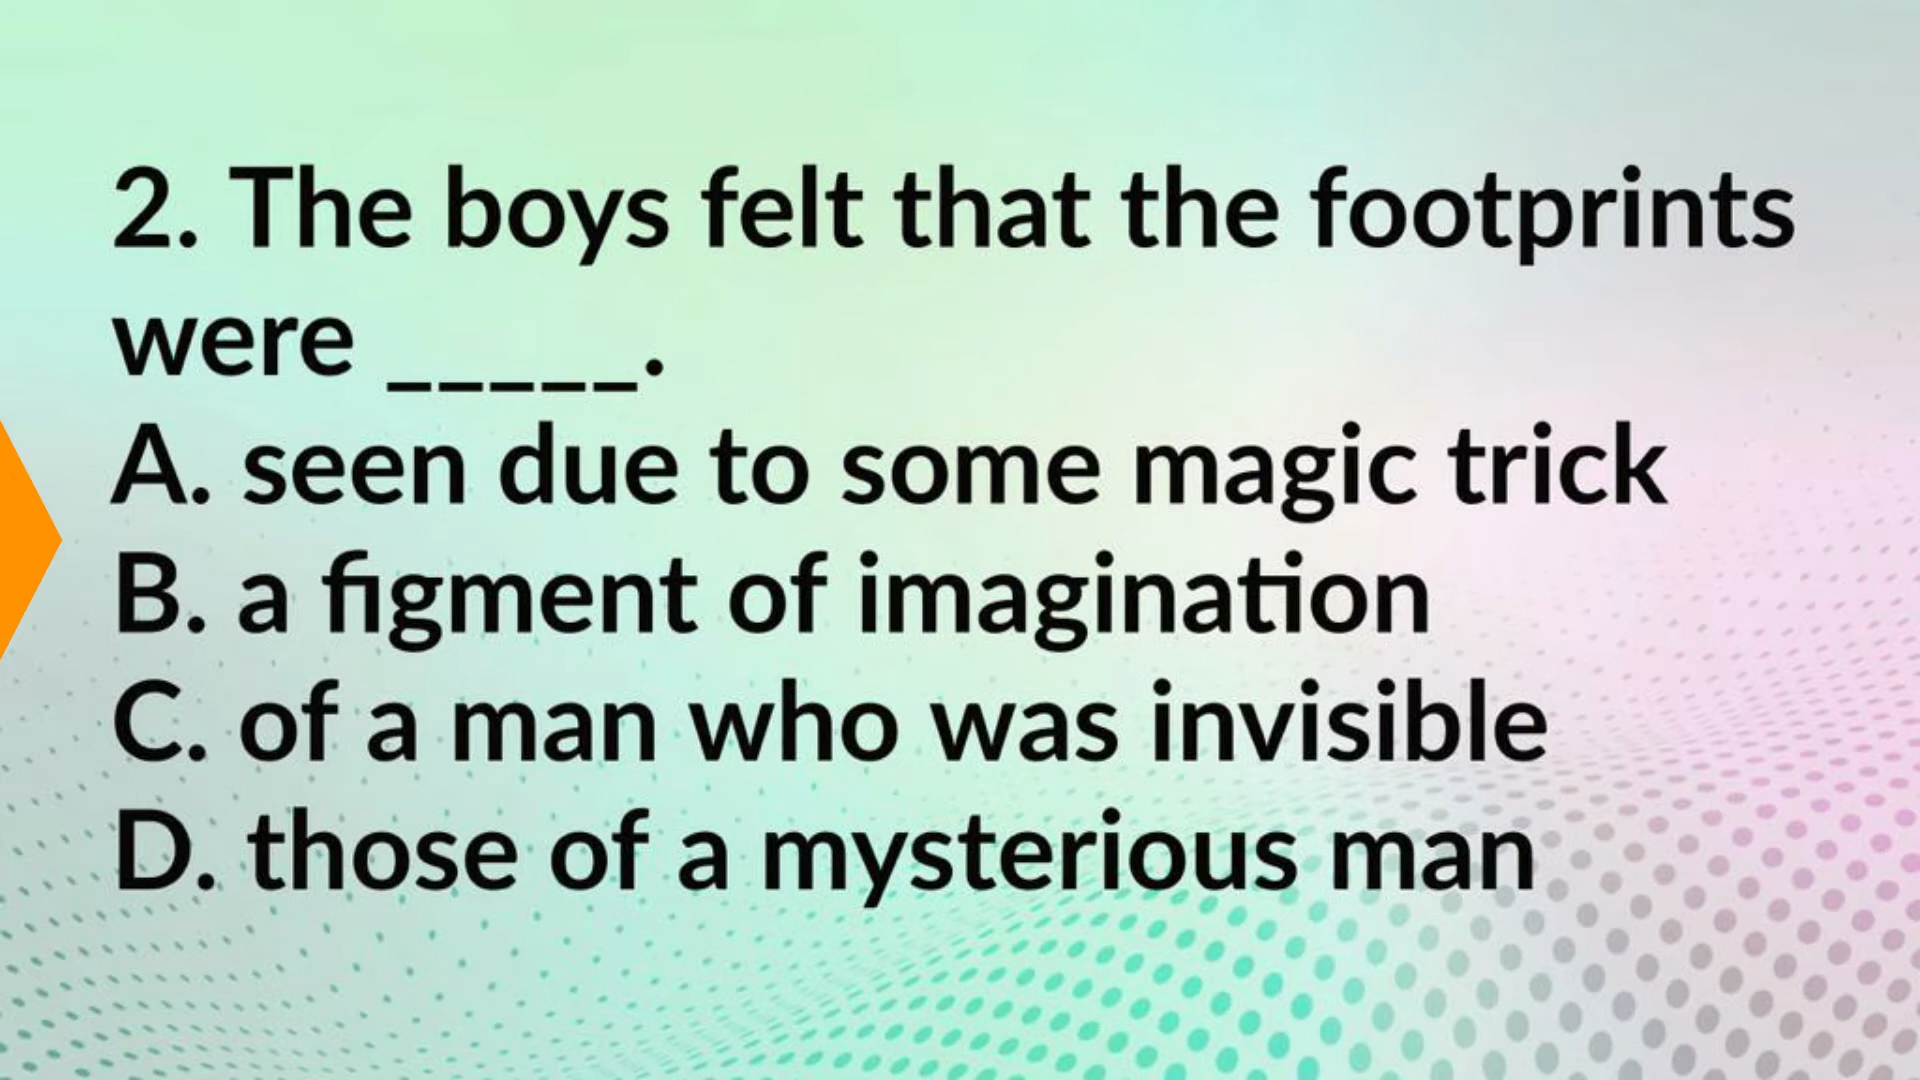 2. The boys felt that the footprints
were _____.
A. seen due to some magic trick
B. a figment of imagination
C. of a man who was invisible
D. those of a mysterious man